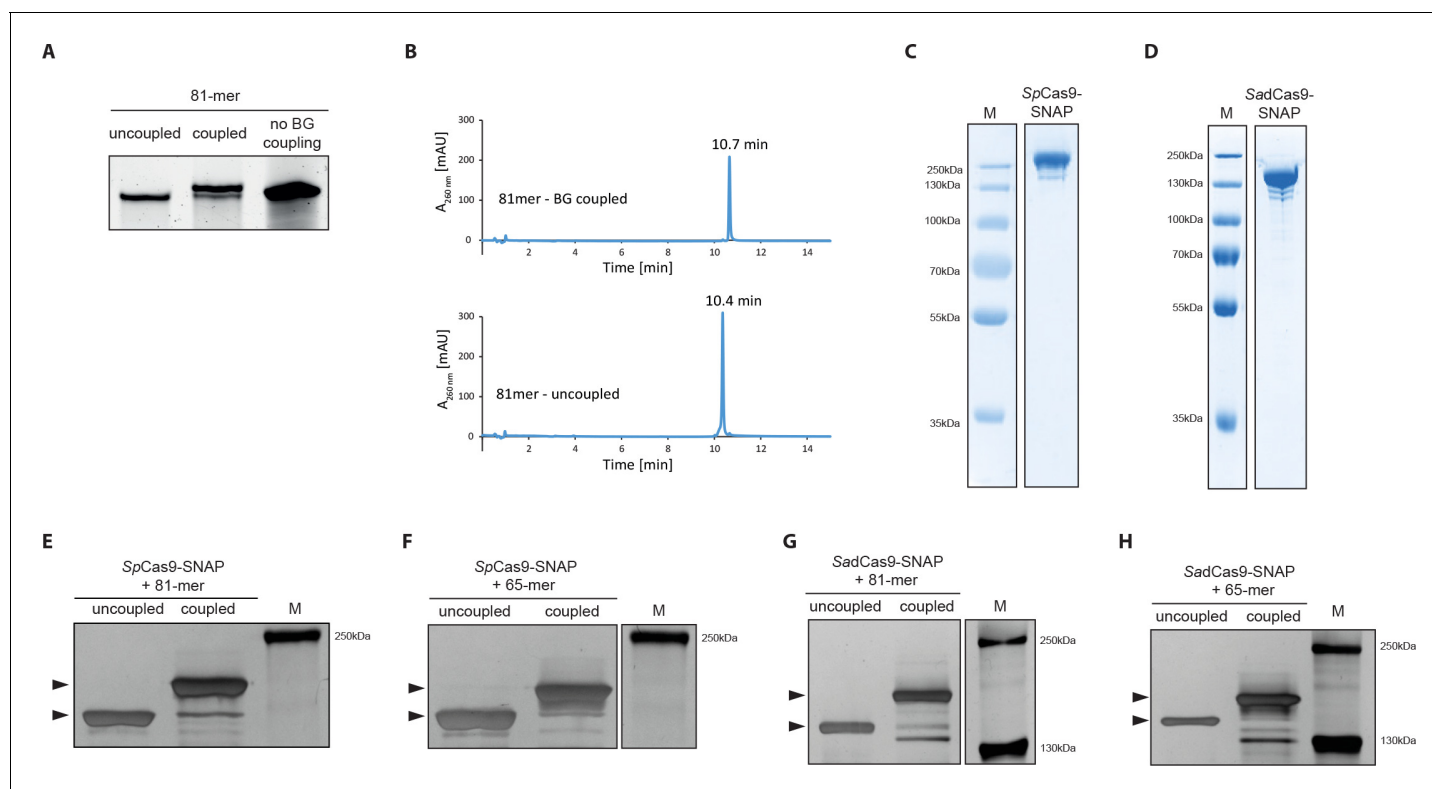 A
81-mer
uncoupled coupled no BG
coupling
B
300
200
100
0
A260 nm [mAU]
10.7 min
81mer - BG coupled
2 4 6 8 10 12 14
Time [min]
300
200
100
0
A260 nm [mAU]
10.4 min
81mer - uncoupled
2 4 6 8 10 12 14
Time [min]
C
M SpCas9-
SNAP
250kDa
130kDa
100kDa
70kDa
55kDa
35kDa
D
M SadCas9-
SNAP
250kDa
130kDa
100kDa
70kDa
55kDa
35kDa
E
SpCas9-SNAP
+ 81-mer
uncoupled coupled M
250kDa
F
SpCas9-SNAP
+ 65-mer
uncoupled coupled M
250kDa
G
SadCas9-SNAP
+ 81-mer
uncoupled coupled M
250kDa
130kDa
H
SadCas9-SNAP
+ 65-mer
uncoupled coupled M
250kDa
130kDa